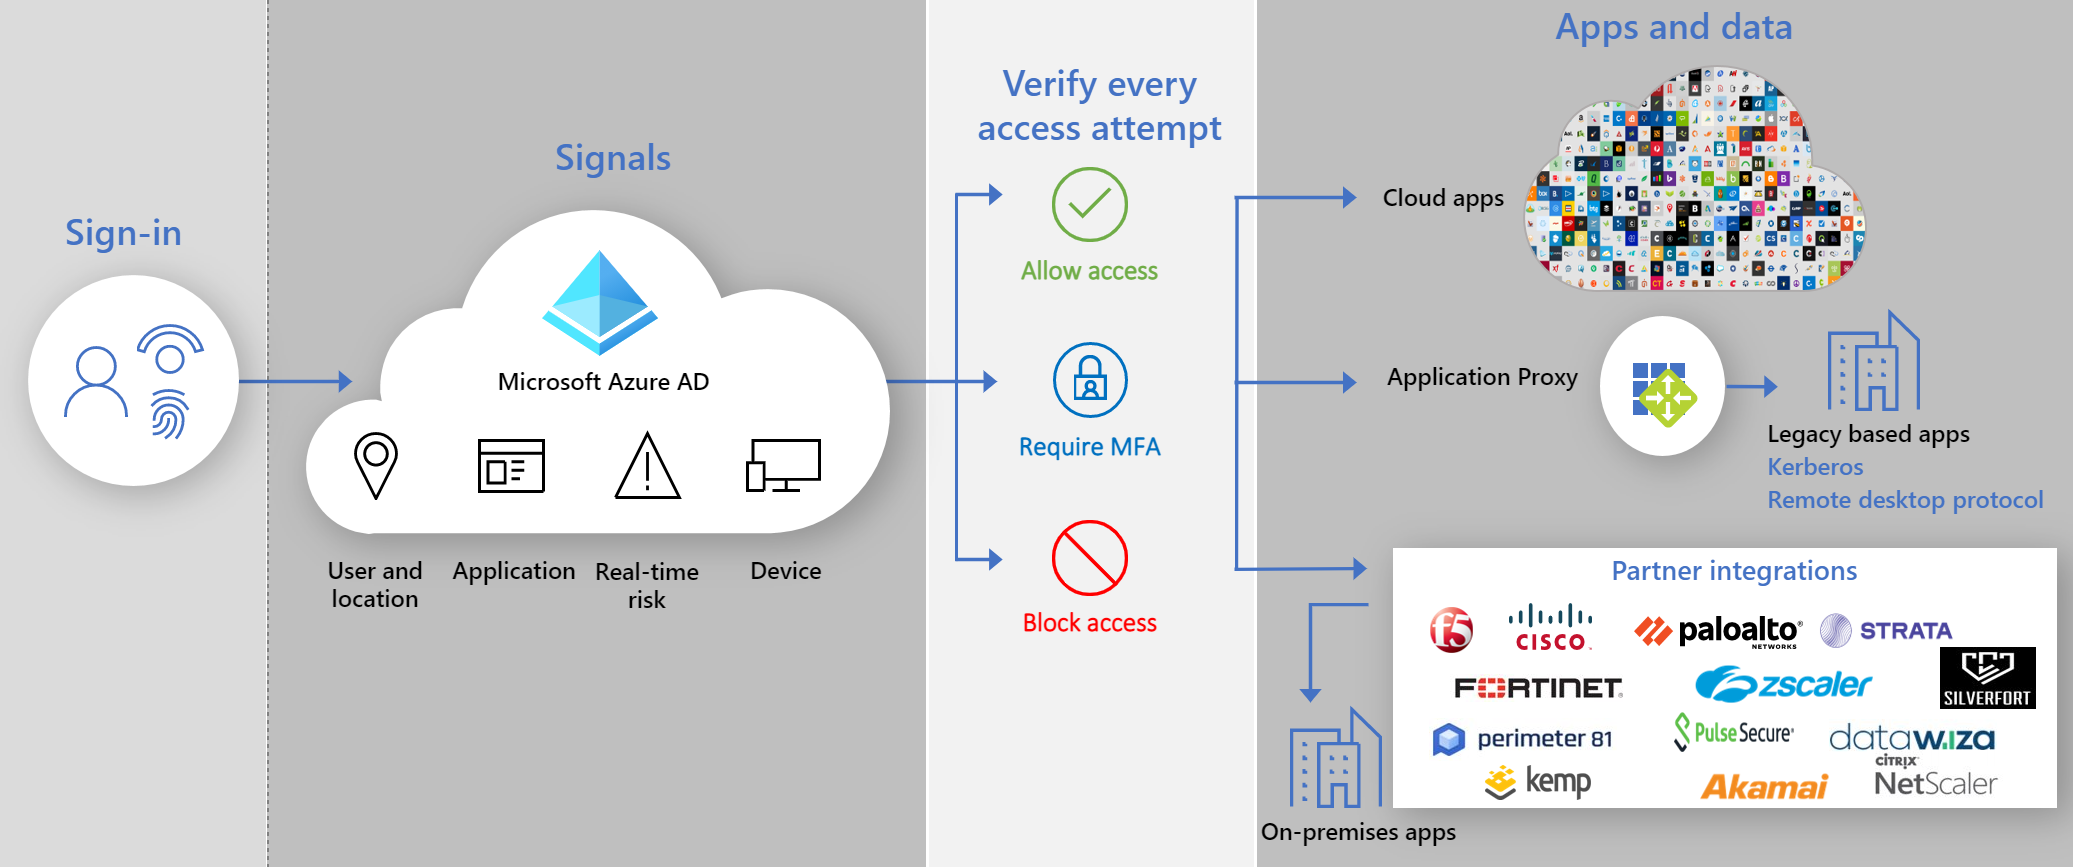 Sign-in
Signals
Microsoft Azure AD
User and
location
Application
Real-time
risk
Device
Verify every
access attempt
Allow access
Require MFA
Block access
Apps and data
Cloud apps
Application Proxy
Legacy based apps
Kerberos
Remote desktop protocol
Partner integrations
f5
CISCO
paloalto®
NETWORKS
STRATA
FORTINET®
zscaler
SILVERFORT
perimeter 81
Pulse Secure®
datawiza
kemp
Akamai
CITRIX
NetScaler
On-premises apps